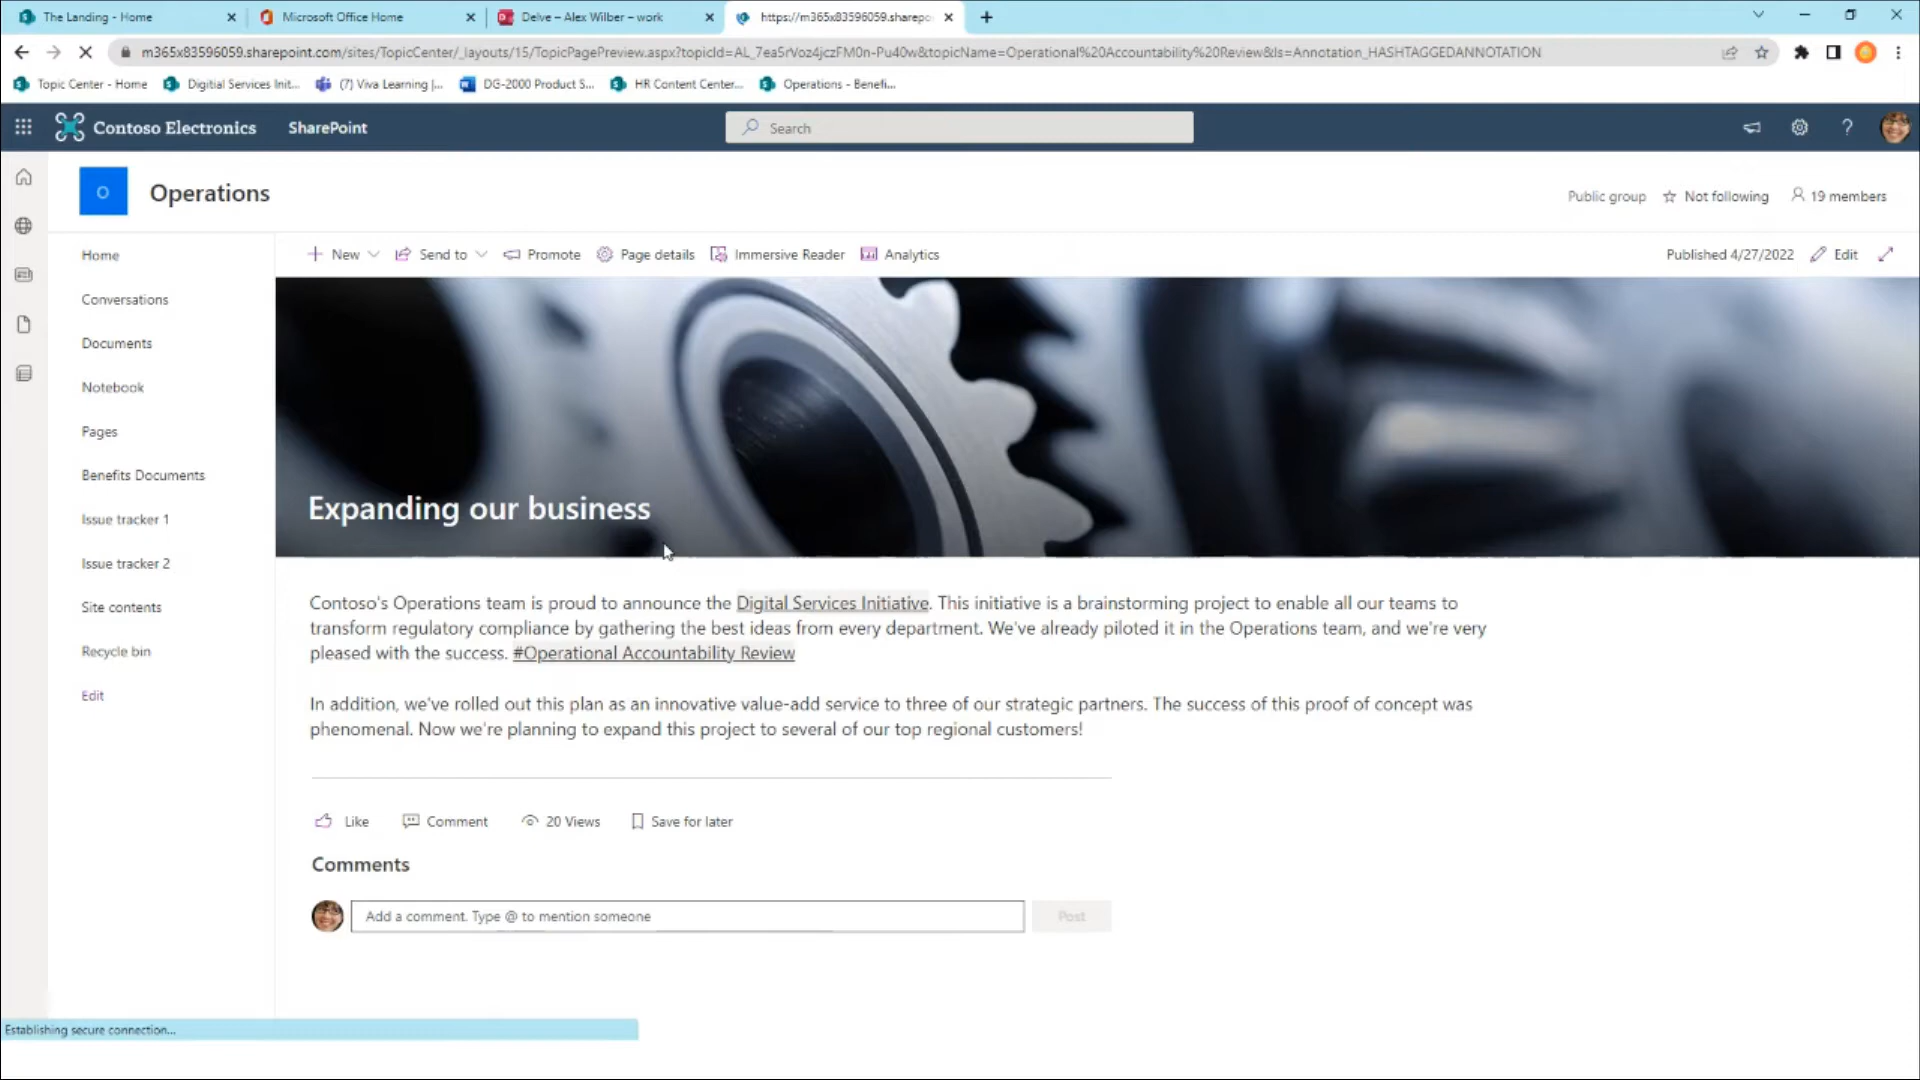 The Landing - Home
Microsoft Office Home
Delve – Alex Wilber – work
https://m365x83596059.sharepo
m365x83596059.sharepoint.com/sites/TopicCenter/_layouts/15/TopicPagePreview.aspx?topicId=AL_7ea5rVoz4jczFM0n-Pu40w&topicName=Operational%20Accountability%20Review&ls=Annotation_HASHTAGGEDANNOTATION
Topic Center - Home
Digitial Services Init...
(7) Viva Learning |...
DG-2000 Product S...
HR Content Center...
Operations - Benefi...
Contoso Electronics
SharePoint
Search
O
Operations
Public group
Not following
19 members
Home
Conversations
Documents
Notebook
Pages
Benefits Documents
Issue tracker 1
Issue tracker 2
Site contents
Recycle bin
Edit
New
Send to
Promote
Page details
Immersive Reader
Analytics
Published 4/27/2022
Edit
Expanding our business
Contoso's Operations team is proud to announce the Digital Services Initiative. This initiative is a brainstorming project to enable all our teams to
transform regulatory compliance by gathering the best ideas from every department. We've already piloted it in the Operations team, and we're very
pleased with the success. #Operational Accountability Review
In addition, we've rolled out this plan as an innovative value-add service to three of our strategic partners. The success of this proof of concept was
phenomenal. Now we're planning to expand this project to several of our top regional customers!
Like
Comment
20 Views
Save for later
Comments
Add a comment. Type @ to mention someone
Post
Establishing secure connection...